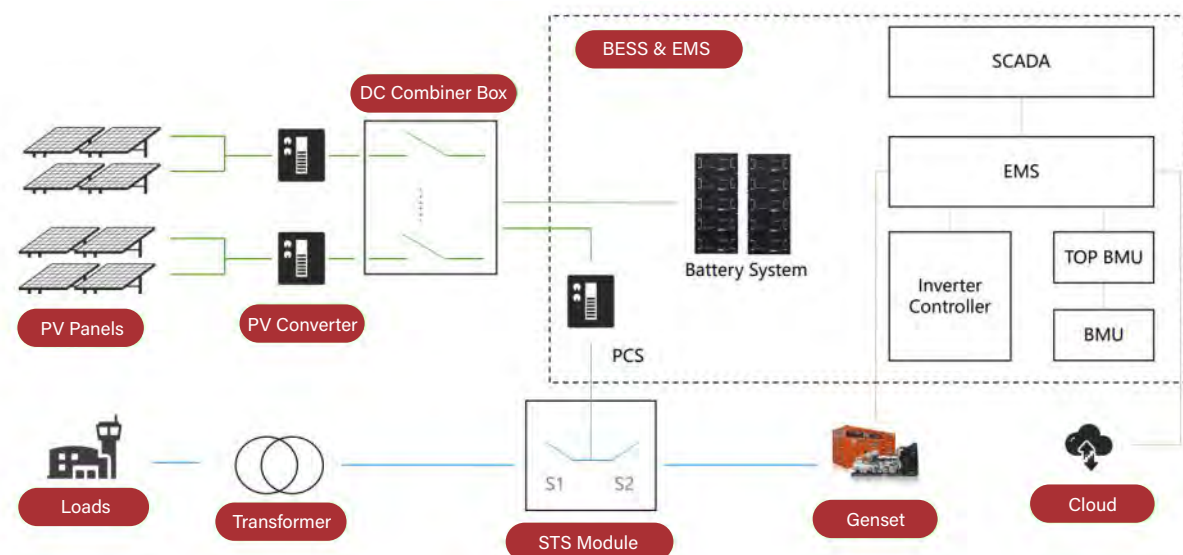 BESS & EMS
SCADA
DC Combiner Box
EMS
Battery System
Inverter
Controller
TOP BMU
BMU
PV Panels
PV Converter
PCS
S1
S2
Loads
Transformer
STS Module
Genset
Cloud